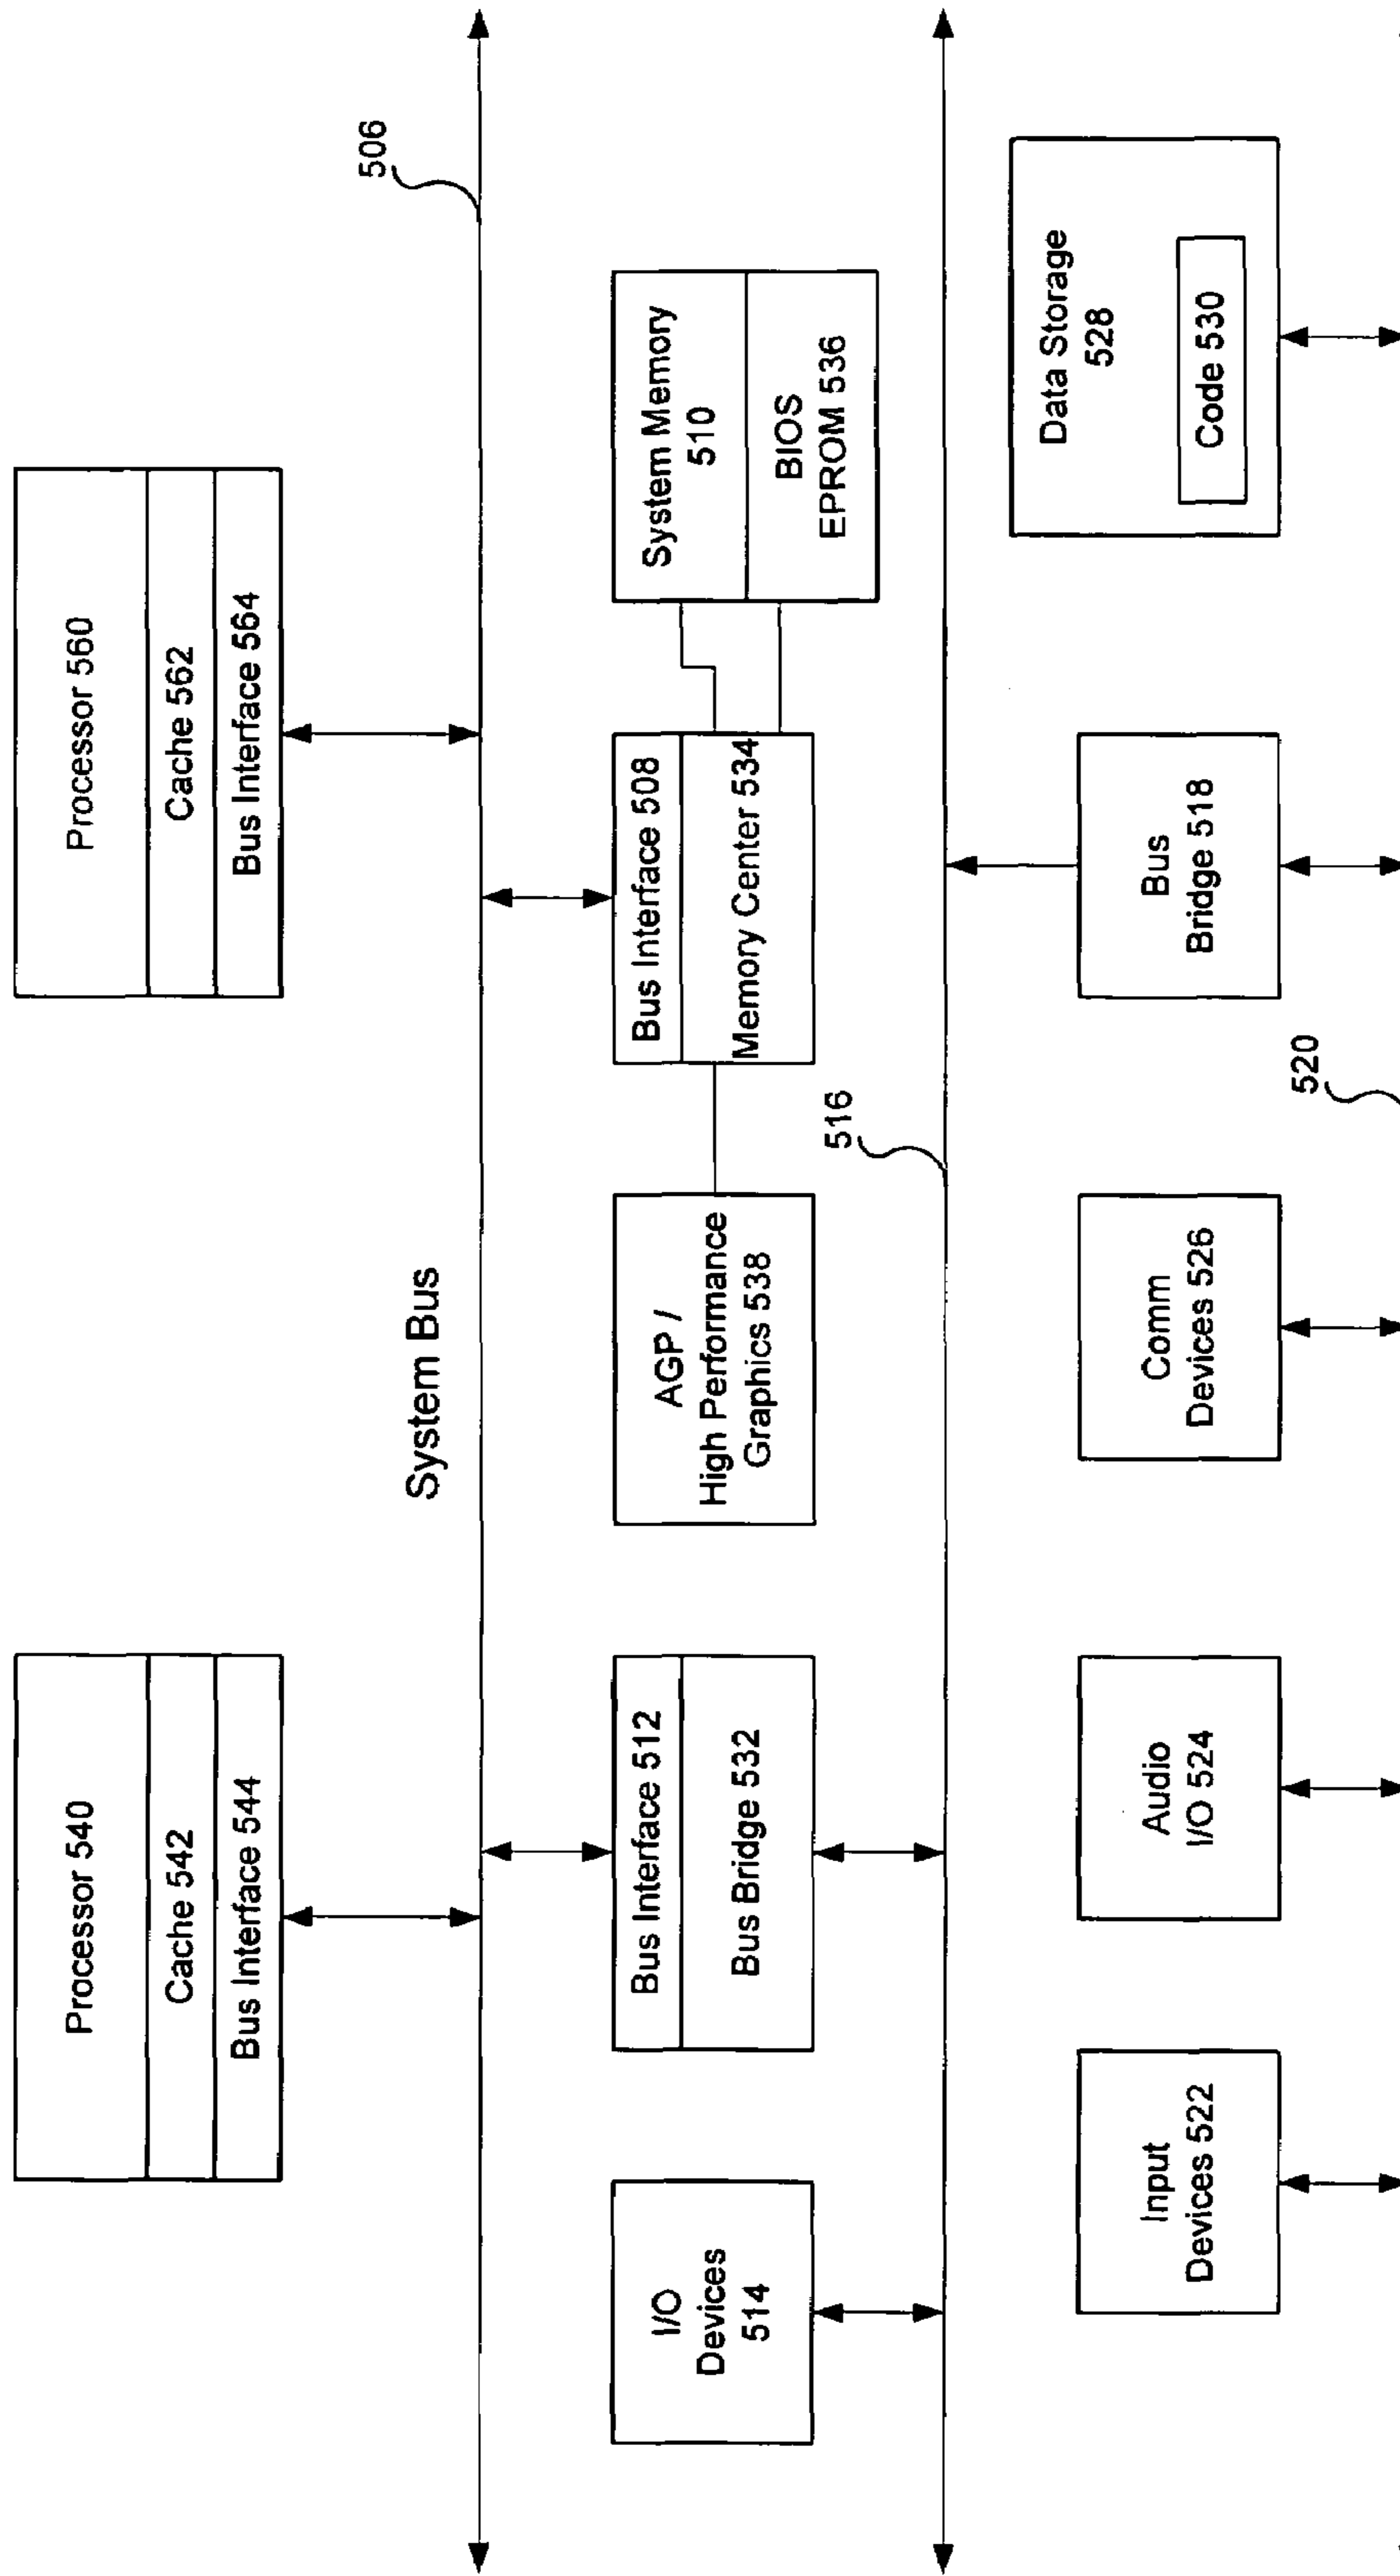 Processor 540
Cache 542
Bus Interface 544
Processor 560
Cache 562
Bus Interface 564
System Bus
506
I/O
Devices
514
Bus Interface 512
Bus Bridge 532
AGP /
High Performance
Graphics 538
Bus Interface 508
Memory Center 534
System Memory
510
BIOS
EPROM 536
516
Input
Devices 522
Audio
I/O 524
Comm
Devices 526
520
Bus
Bridge 518
Data Storage
528
Code 530